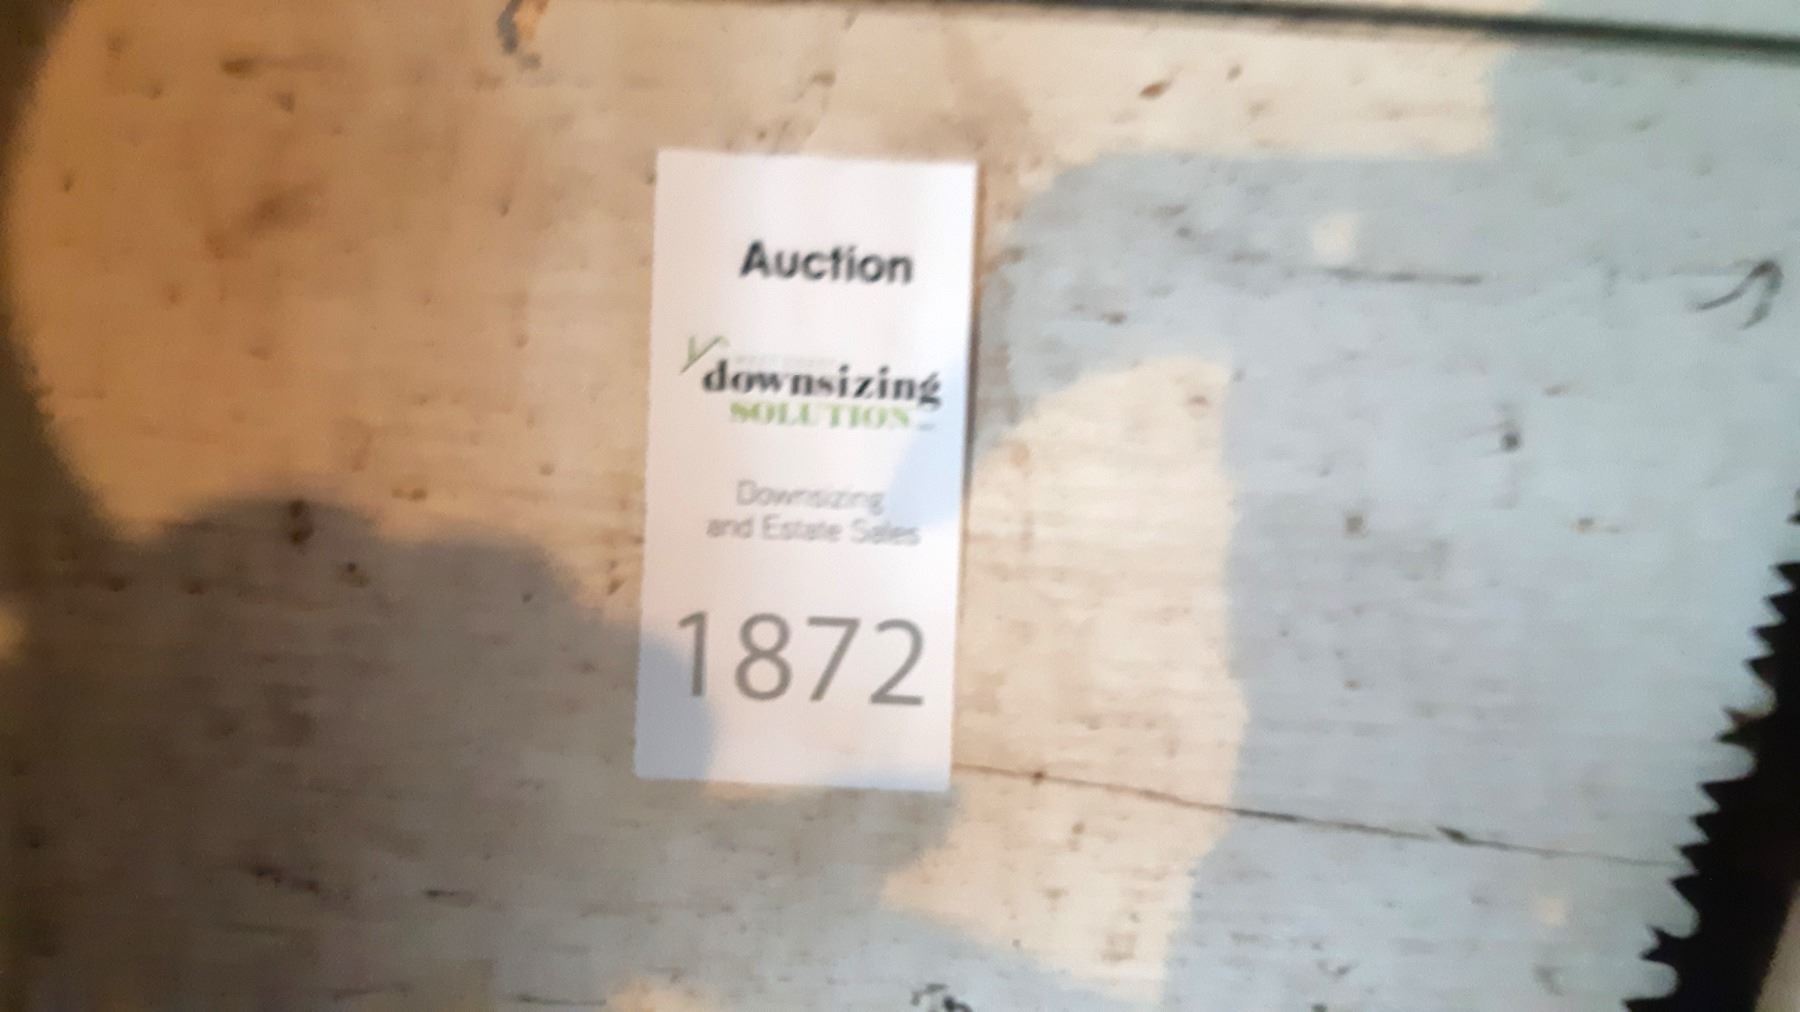 Auction
downsizing
SOLUTION
Downsizing
and Estate Sales
1872